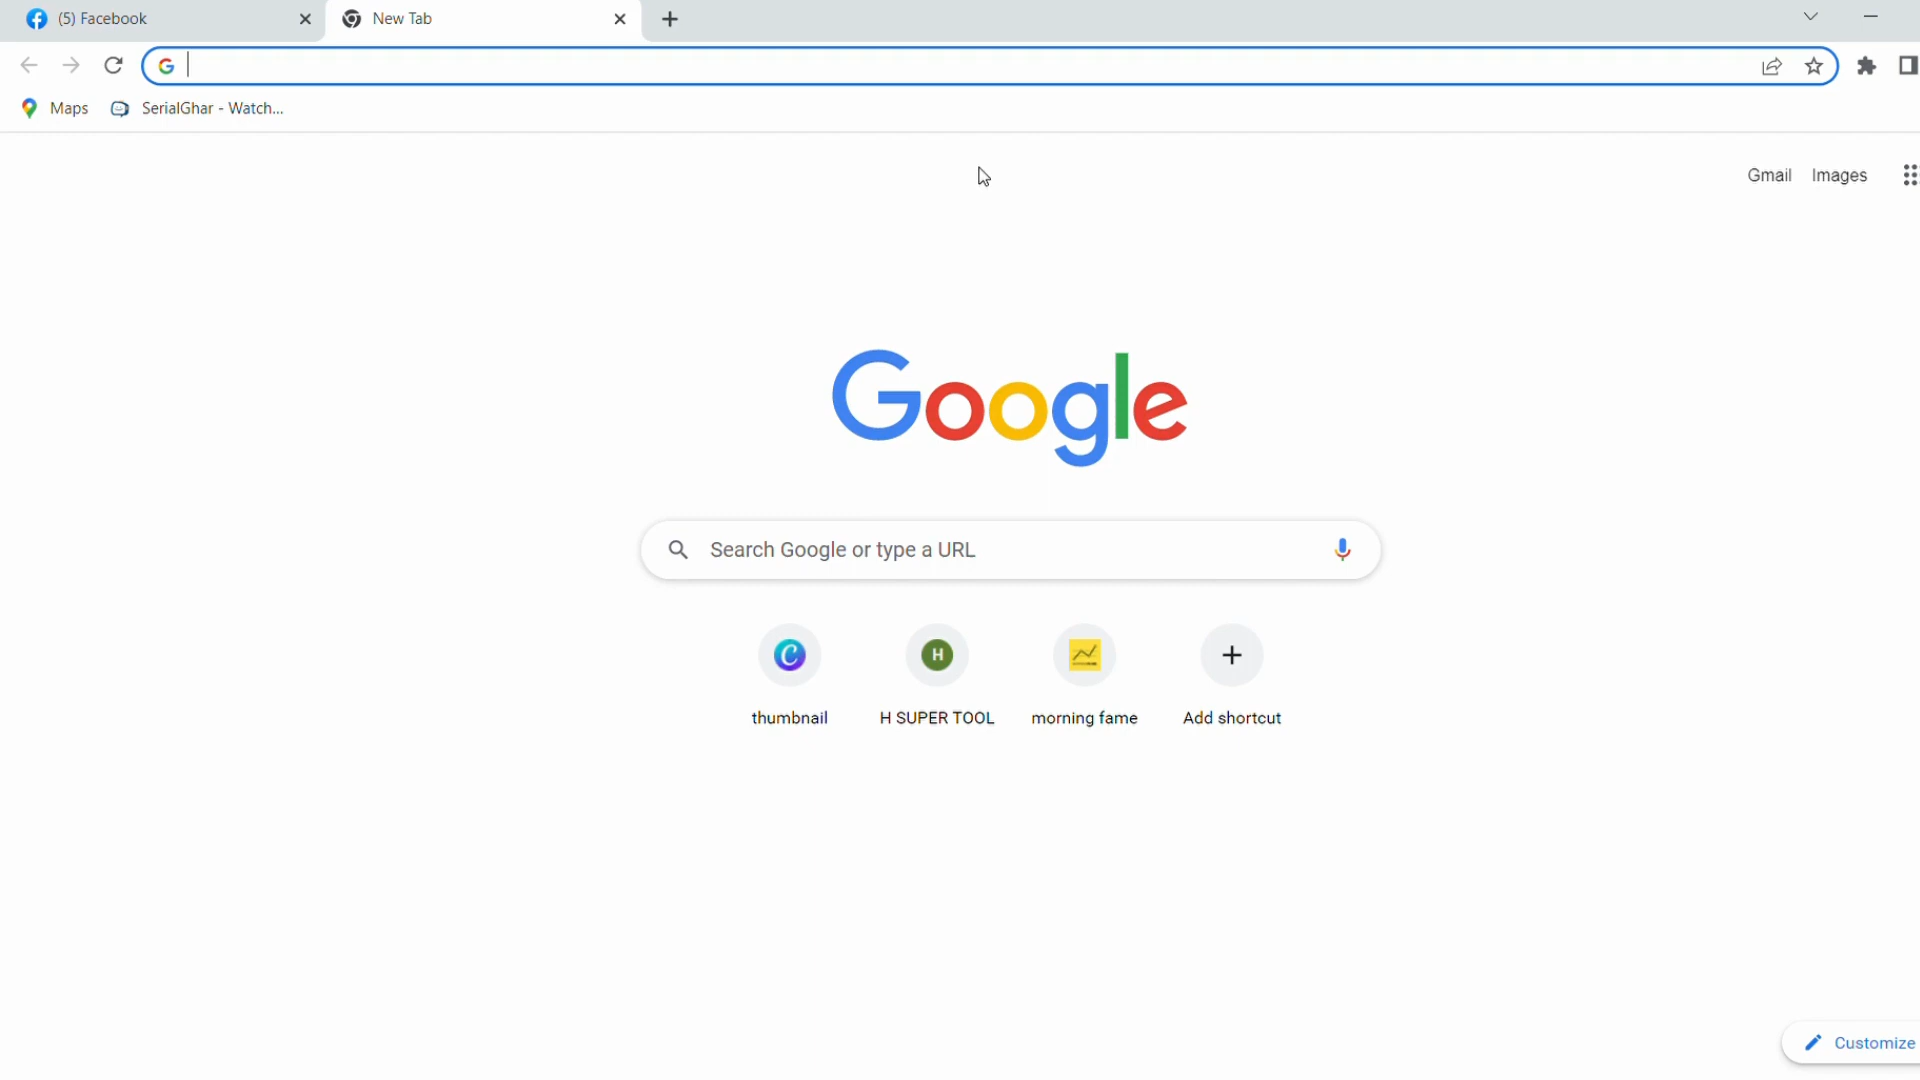 (5) Facebook
New Tab
Maps
SerialGhar - Watch...
Gmail Images
Google
Search Google or type a URL
H
thumbnail
H SUPER TOOL
morning fame
Add shortcut
Customize